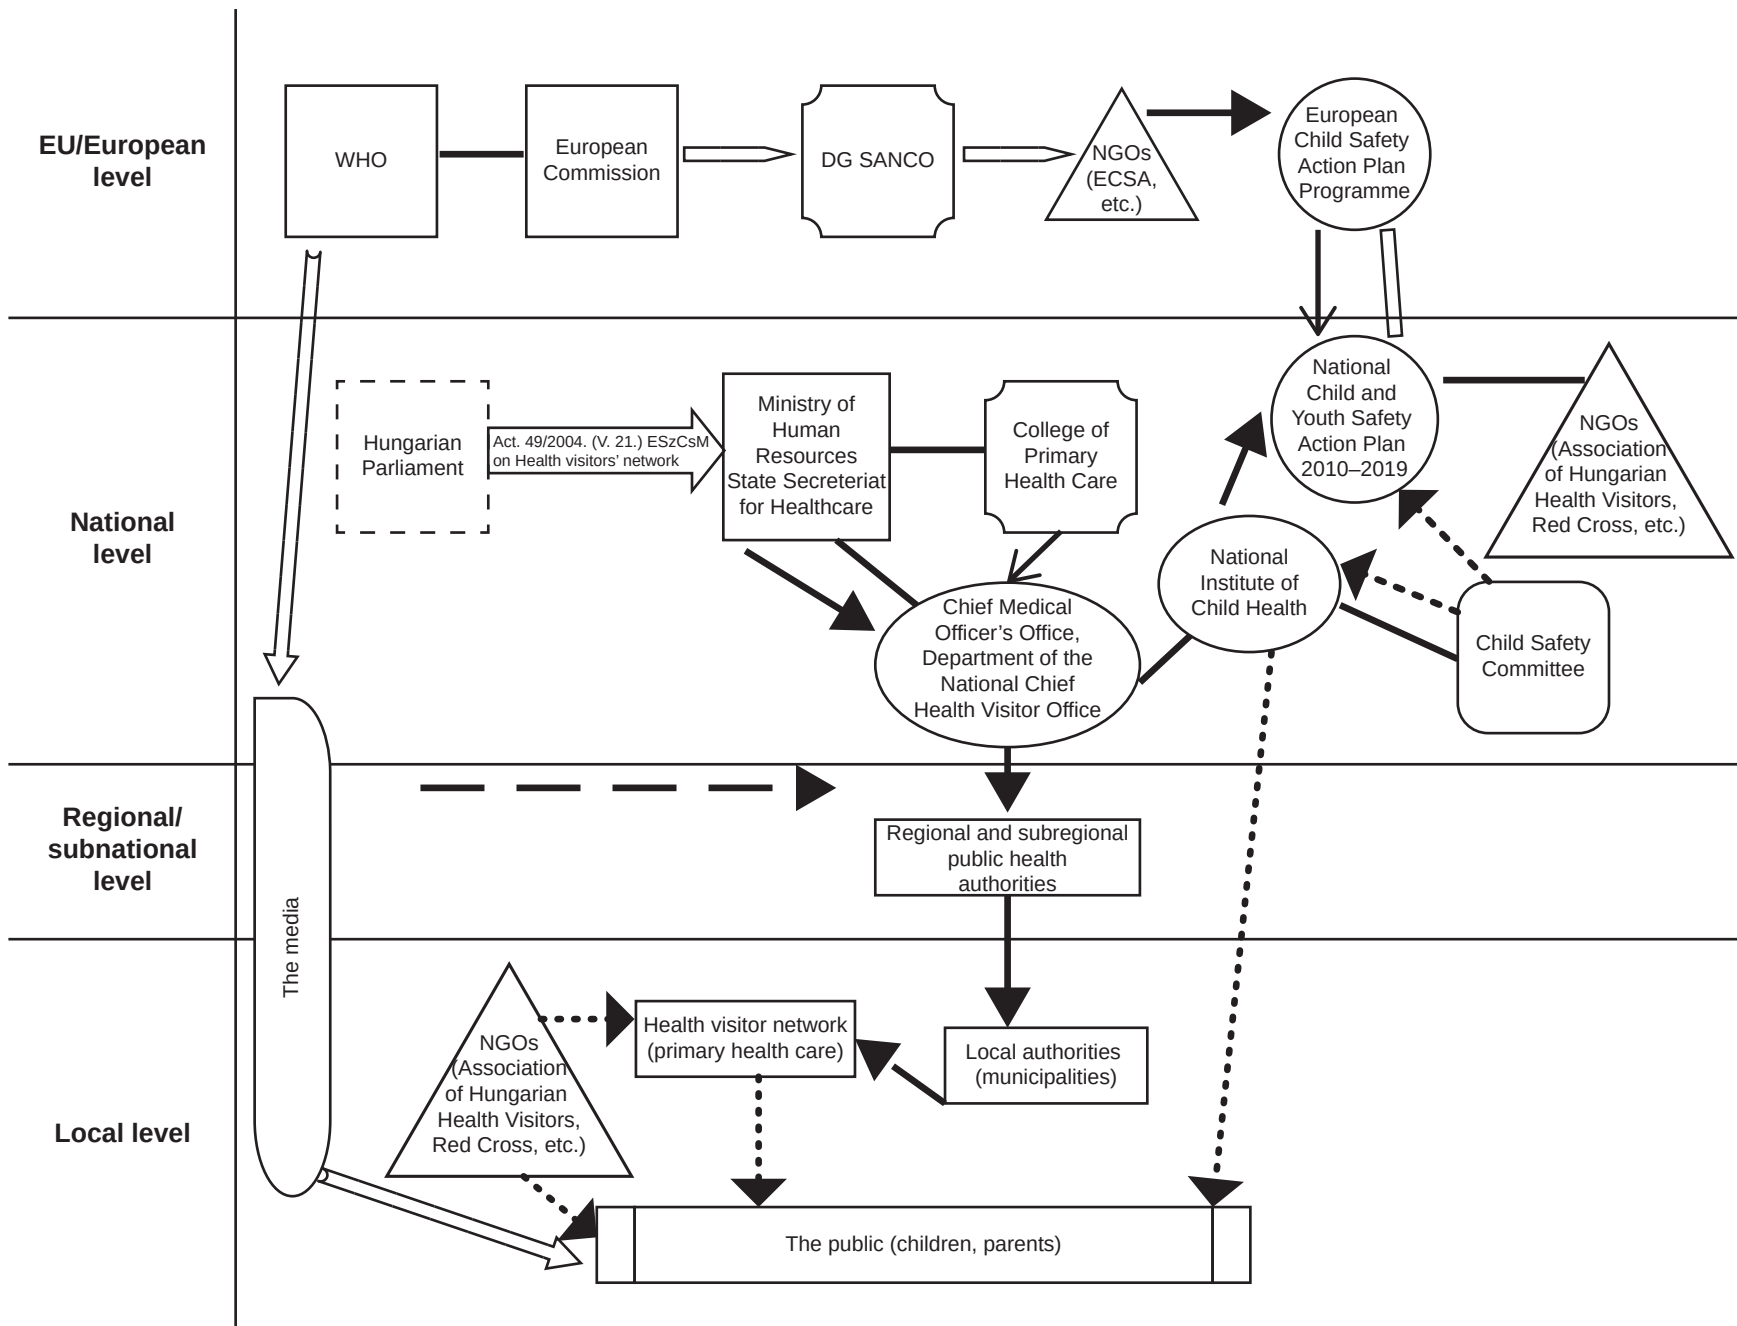 EU/European
level
WHO
European
Commission
DG SANCO
NGOs
(ECSA,
etc.)
European
Child Safety
Action Plan
Programme
National
level
Hungarian
Parliament
Act. 49/2004. (V. 21.) ESzCsM
on Health visitors’ network
Ministry of
Human
Resources
State Secreteriat
for Healthcare
College of
Primary
Health Care
National
Child and
Youth Safety
Action Plan
2010–2019
NGOs
(Association
of Hungarian
Health Visitors,
Red Cross, etc.)
National
Institute of
Child Health
Chief Medical
Officer’s Office,
Department of the
National Chief
Health Visitor Office
Child Safety
Committee
Regional/
subnational
level
Regional and subregional
public health
authorities
The media
Local level
NGOs
(Association
of Hungarian
Health Visitors,
Red Cross, etc.)
Health visitor network
(primary health care)
Local authorities
(municipalities)
The public (children, parents)